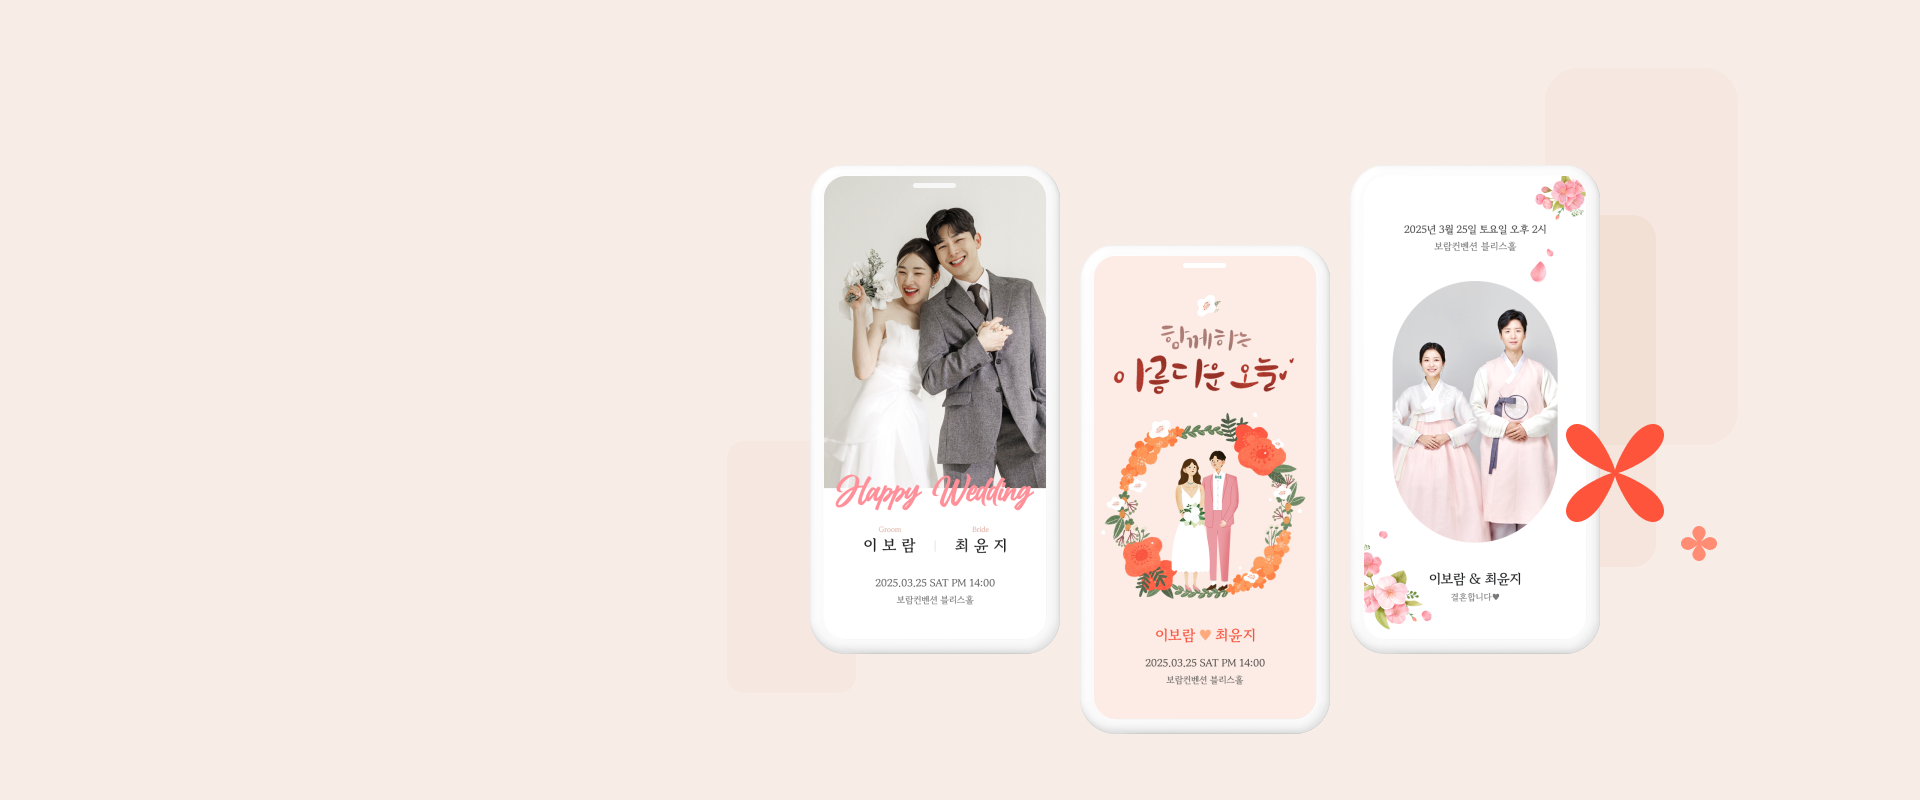 Happy Wedding
Groom
Bride
이보람 | 최윤지
2025.03.25 SAT PM 14:00
보람컨벤션 블리스홀
함께하는
아름다운 오늘
이보람 ♥ 최윤지
2025.03.25 SAT PM 14:00
보람컨벤션 블리스홀
2025년 3월 25일 토요일 오후 2시
보람컨벤션 블리스홀
이보람 & 최윤지
결혼합니다♥